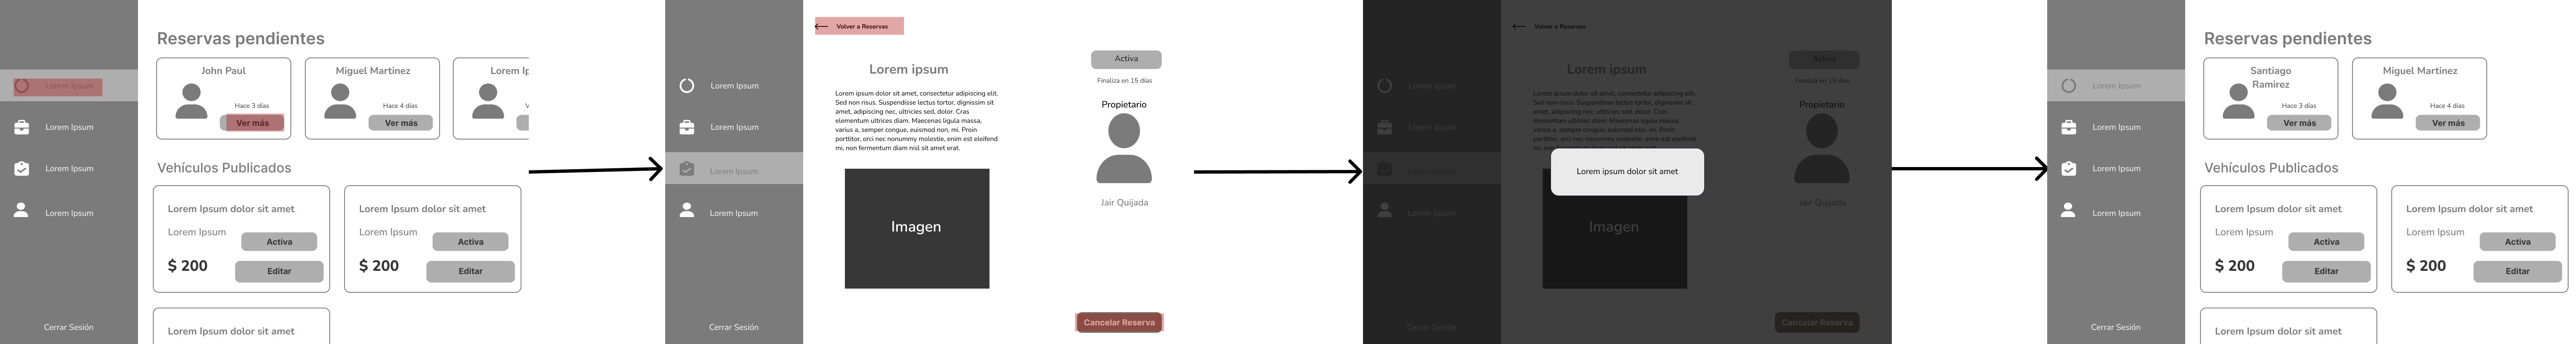 Lorem Ipsum
Lorem Ipsum
Lorem Ipsum
Lorem Ipsum
Cerrar Sesión
Reservas pendientes
John Paul
Hace 3 días
Ver más
Miguel Martinez
Hace 4 días
Ver más
Lorem Ip
V
Vehículos Publicados
Lorem Ipsum dolor sit amet
Lorem Ipsum
Activa
$ 200
Editar
Lorem Ipsum dolor sit amet
Lorem Ipsum
Activa
$ 200
Editar
Lorem Ipsum dolor sit amet
Lorem Ipsum
Lorem Ipsum
Lorem Ipsum
Lorem Ipsum
Cerrar Sesión
Volver a Reservas
Lorem ipsum
Lorem ipsum dolor sit amet, consectetur adipiscing elit.
Sed non risus. Suspendisse lectus tortor, dignissim sit
amet, adipiscing nec, ultricies sed, dolor. Cras
elementum ultrices diam. Maecenas ligula massa,
varius a, semper congue, euismod non, mi. Proin
porttitor, orci nec nonummy molestie, enim est eleifend
mi, non fermentum diam nisl sit amet erat.
Imagen
Activa
Finaliza en 15 días
Propietario
Jair Quijada
Cancelar Reserva
Lorem Ipsum
Lorem Ipsum
Lorem Ipsum
Lorem Ipsum
Cerrar Sesión
Volver a Reservas
Lorem ipsum
Lorem ipsum dolor sit amet, consectetur adipiscing elit.
Sed non risus. Suspendisse lectus tortor, dignissim sit
amet, adipiscing nec, ultricies sed, dolor. Cras
elementum ultrices diam. Maecenas ligula massa,
varius a, semper congue, euismod non, mi. Proin
porttitor, orci nec nonummy molestie, enim est eleifend
Lorem ipsum dolor sit amet
Imagen
Activa
Finaliza en 15 días
Propietario
Jair Quijada
Cancelar Reserva
Lorem Ipsum
Lorem Ipsum
Lorem Ipsum
Lorem Ipsum
Cerrar Sesión
Reservas pendientes
Santiago
Ramirez
Hace 3 días
Ver más
Miguel Martinez
Hace 4 días
Ver más
Vehículos Publicados
Lorem Ipsum dolor sit amet
Lorem Ipsum
Activa
$ 200
Editar
Lorem Ipsum dolor sit amet
Lorem Ipsum
Activa
$ 200
Editar
Lorem Ipsum dolor sit amet